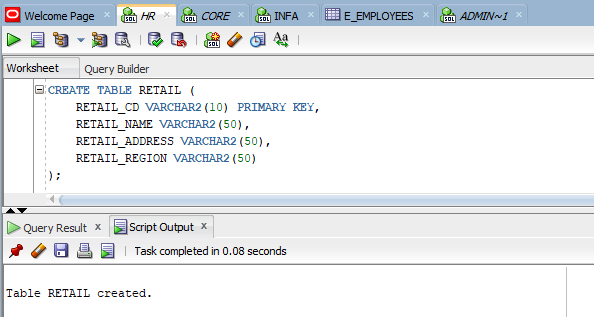 Welcome Page HR CORE INFA E_EMPLOYEES ADMIN~1
Worksheet Query Builder
CREATE TABLE RETAIL (
RETAIL_CD VARCHAR2(10) PRIMARY KEY,
RETAIL_NAME VARCHAR2(50),
RETAIL_ADDRESS VARCHAR2(50),
RETAIL_REGION VARCHAR2(50)
);
Query Result Script Output
Task completed in 0.08 seconds
Table RETAIL created.